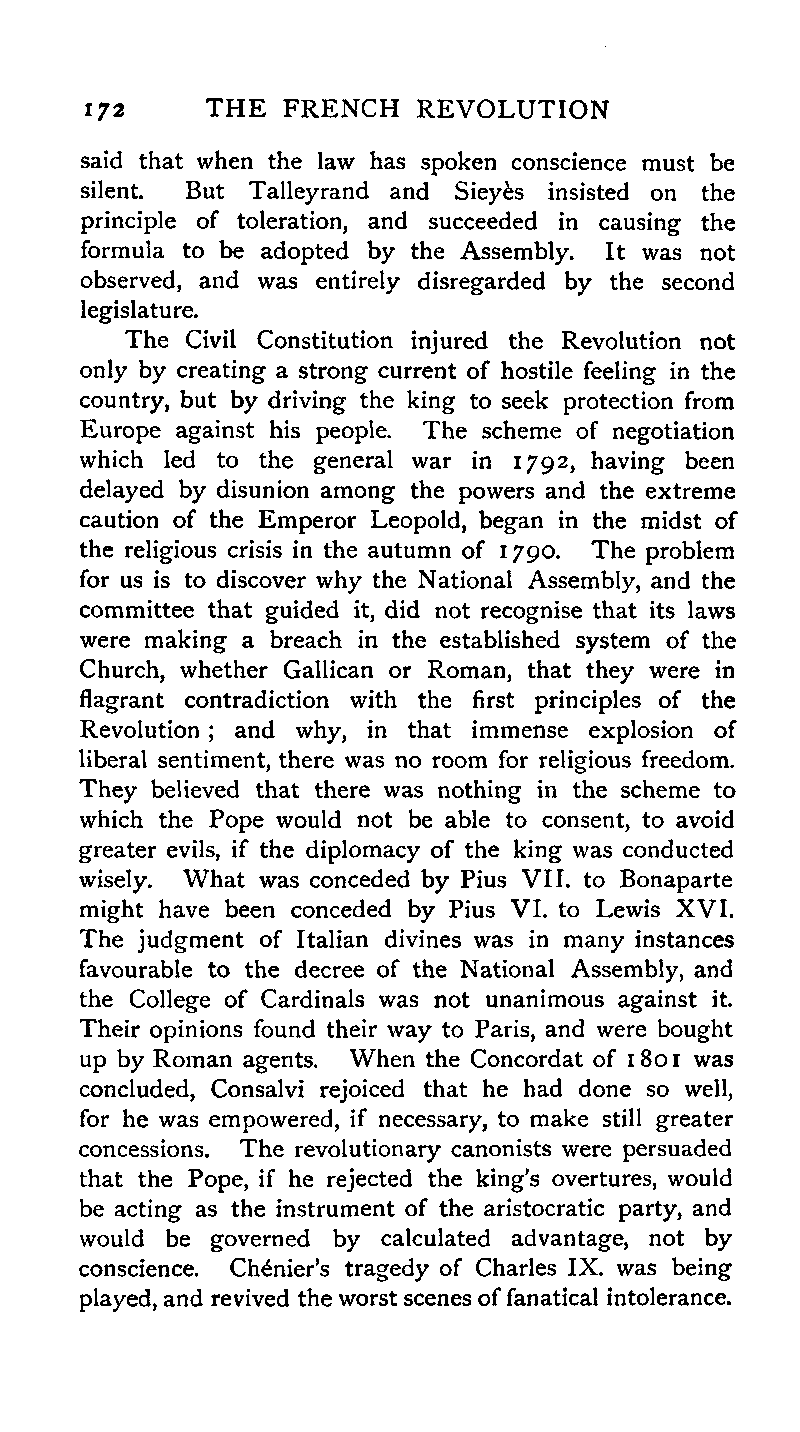 172 THE FRENCH REVOLUTION
said that when the law has spoken conscience must be
silent. But Talleyrand and Sieyès insisted on the
principle of toleration, and succeeded in causing the
formula to be adopted by the Assembly. It was not
observed, and was entirely disregarded by the second
legislature.
The Civil Constitution injured the Revolution not
only by creating a strong current of hostile feeling in the
country, but by driving the king to seek protection from
Europe against his people. The scheme of negotiation
which led to the general war in 1792, having been
delayed by disunion among the powers and the extreme
caution of the Emperor Leopold, began in the midst of
the religious crisis in the autumn of 1790. The problem
for us is to discover why the National Assembly, and the
committee that guided it, did not recognise that its laws
were making a breach in the established system of the
Church, whether Gallican or Roman, that they were in
flagrant contradiction with the first principles of the
Revolution ; and why, in that immense explosion of
liberal sentiment, there was no room for religious freedom.
They believed that there was nothing in the scheme to
which the Pope would not be able to consent, to avoid
greater evils, if the diplomacy of the king was conducted
wisely. What was conceded by Pius VII. to Bonaparte
might have been conceded by Pius VI. to Lewis XVI.
The judgment of Italian divines was in many instances
favourable to the decree of the National Assembly, and
the College of Cardinals was not unanimous against it.
Their opinions found their way to Paris, and were bought
up by Roman agents. When the Concordat of 1801 was
concluded, Consalvi rejoiced that he had done so well,
for he was empowered, if necessary, to make still greater
concessions. The revolutionary canonists were persuaded
that the Pope, if he rejected the king's overtures, would
be acting as the instrument of the aristocratic party, and
would be governed by calculated advantage, not by
conscience. Chénier's tragedy of Charles IX. was being
played, and revived the worst scenes of fanatical intolerance.